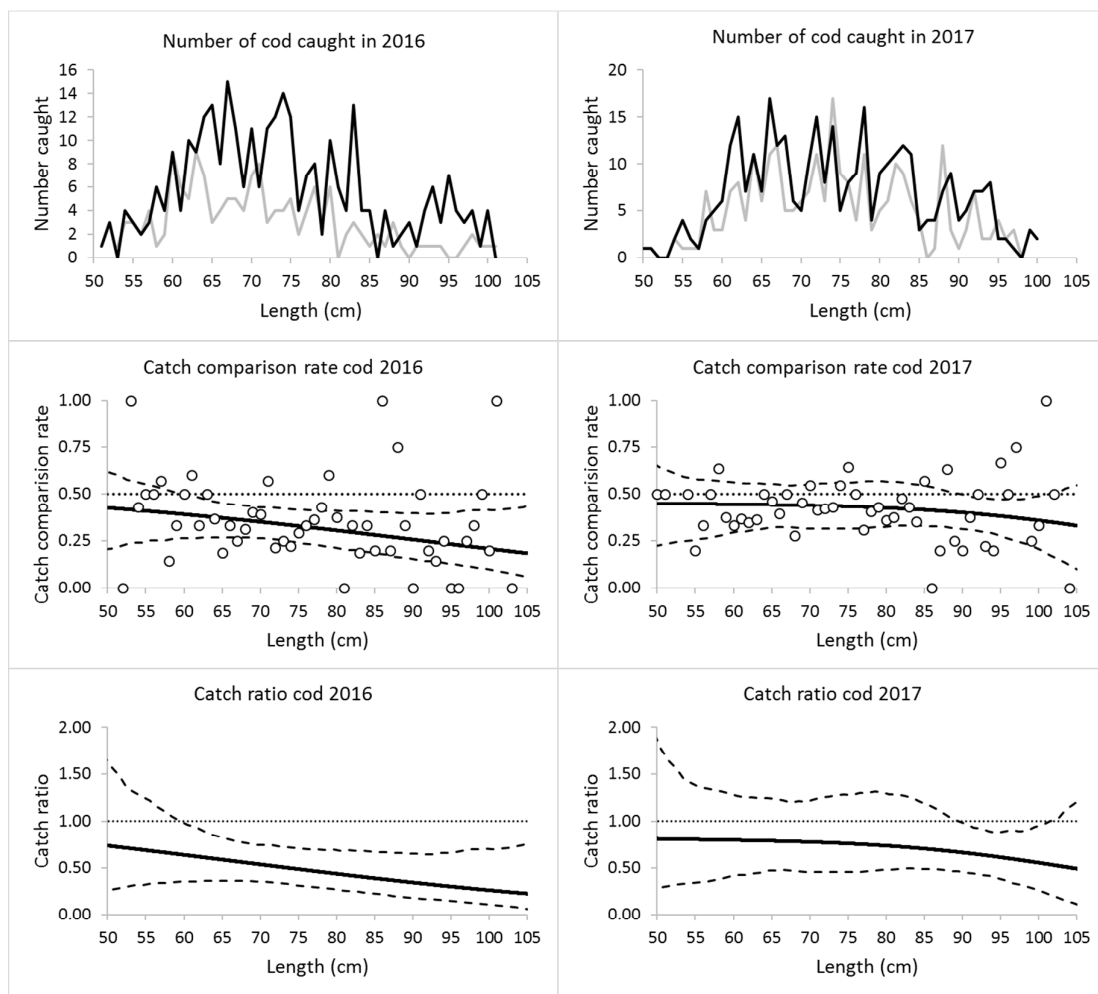 Number of cod caught in 2016
16
14
12
10
8
6
4
2
0
Number caught
50 55 60 65 70 75 80 85 90 95 100 105
Length (cm)
Number of cod caught in 2017
20
15
10
5
0
Number caught
50 55 60 65 70 75 80 85 90 95 100 105
Length (cm)
Catch comparison rate cod 2016
1.00
0.75
0.50
0.25
0.00
Catch comparision rate
50 55 60 65 70 75 80 85 90 95 100 105
Length (cm)
Catch comparison rate cod 2017
1.00
0.75
0.50
0.25
0.00
Catch comparision rate
50 55 60 65 70 75 80 85 90 95 100 105
Length (cm)
Catch ratio cod 2016
2.00
1.50
1.00
0.50
0.00
Catch ratio
50 55 60 65 70 75 80 85 90 95 100 105
Length (cm)
Catch ratio cod 2017
2.00
1.50
1.00
0.50
0.00
Catch ratio
50 55 60 65 70 75 80 85 90 95 100 105
Length (cm)